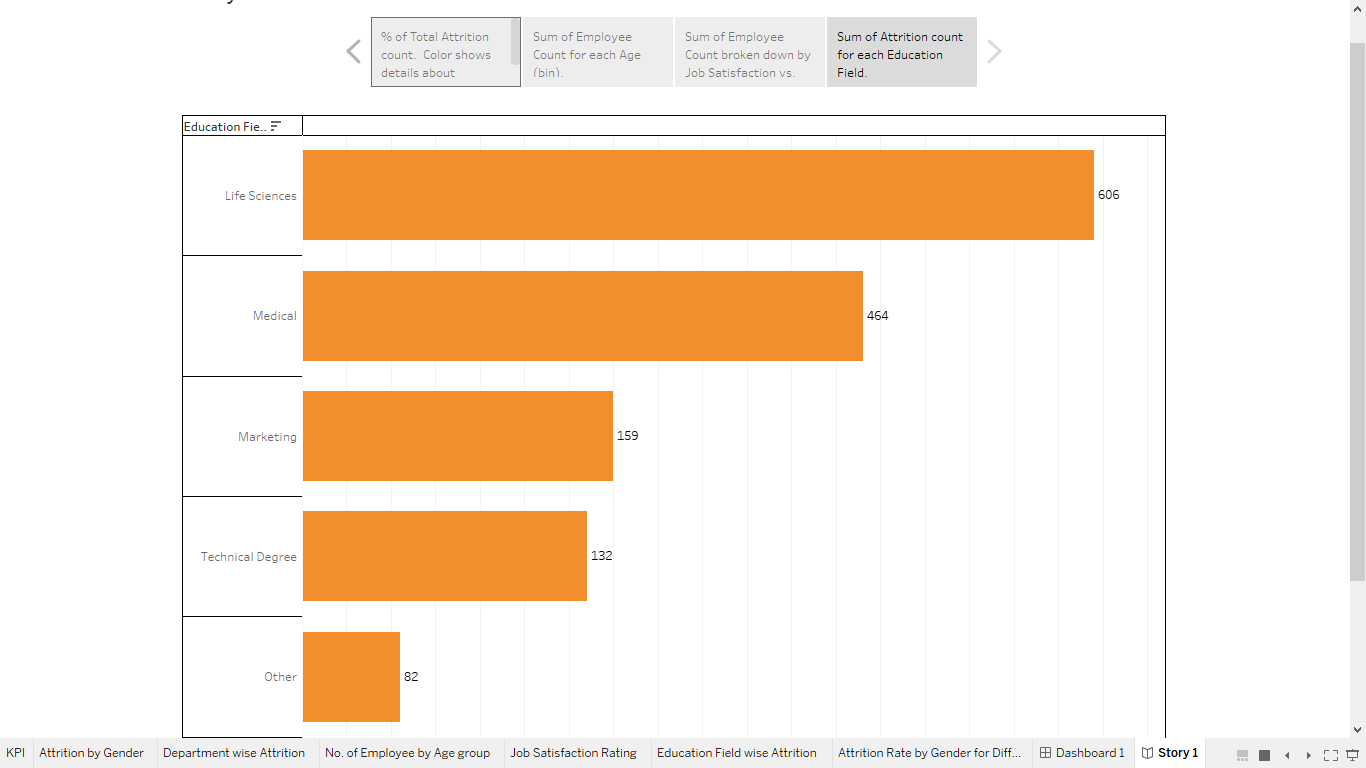 % of Total Attrition
count. Color shows
details about
Sum of Employee
Count for each Age
(bin).
Sum of Employee
Count broken down by
Job Satisfaction vs.
Sum of Attrition count
for each Education
Field.
Education Fie..
Life Sciences
606
Medical
464
Marketing
159
Technical Degree
132
Other
82
KPI
Attrition by Gender
Department wise Attrition
No. of Employee by Age group
Job Satisfaction Rating
Education Field wise Attrition
Attrition Rate by Gender for Diff...
Dashboard 1
Story 1